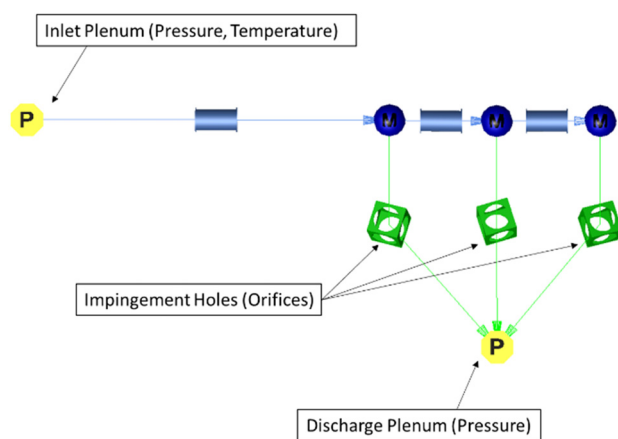 Inlet Plenum (Pressure, Temperature)
P
M
M
M
Impingement Holes (Orifices)
P
Discharge Plenum (Pressure)